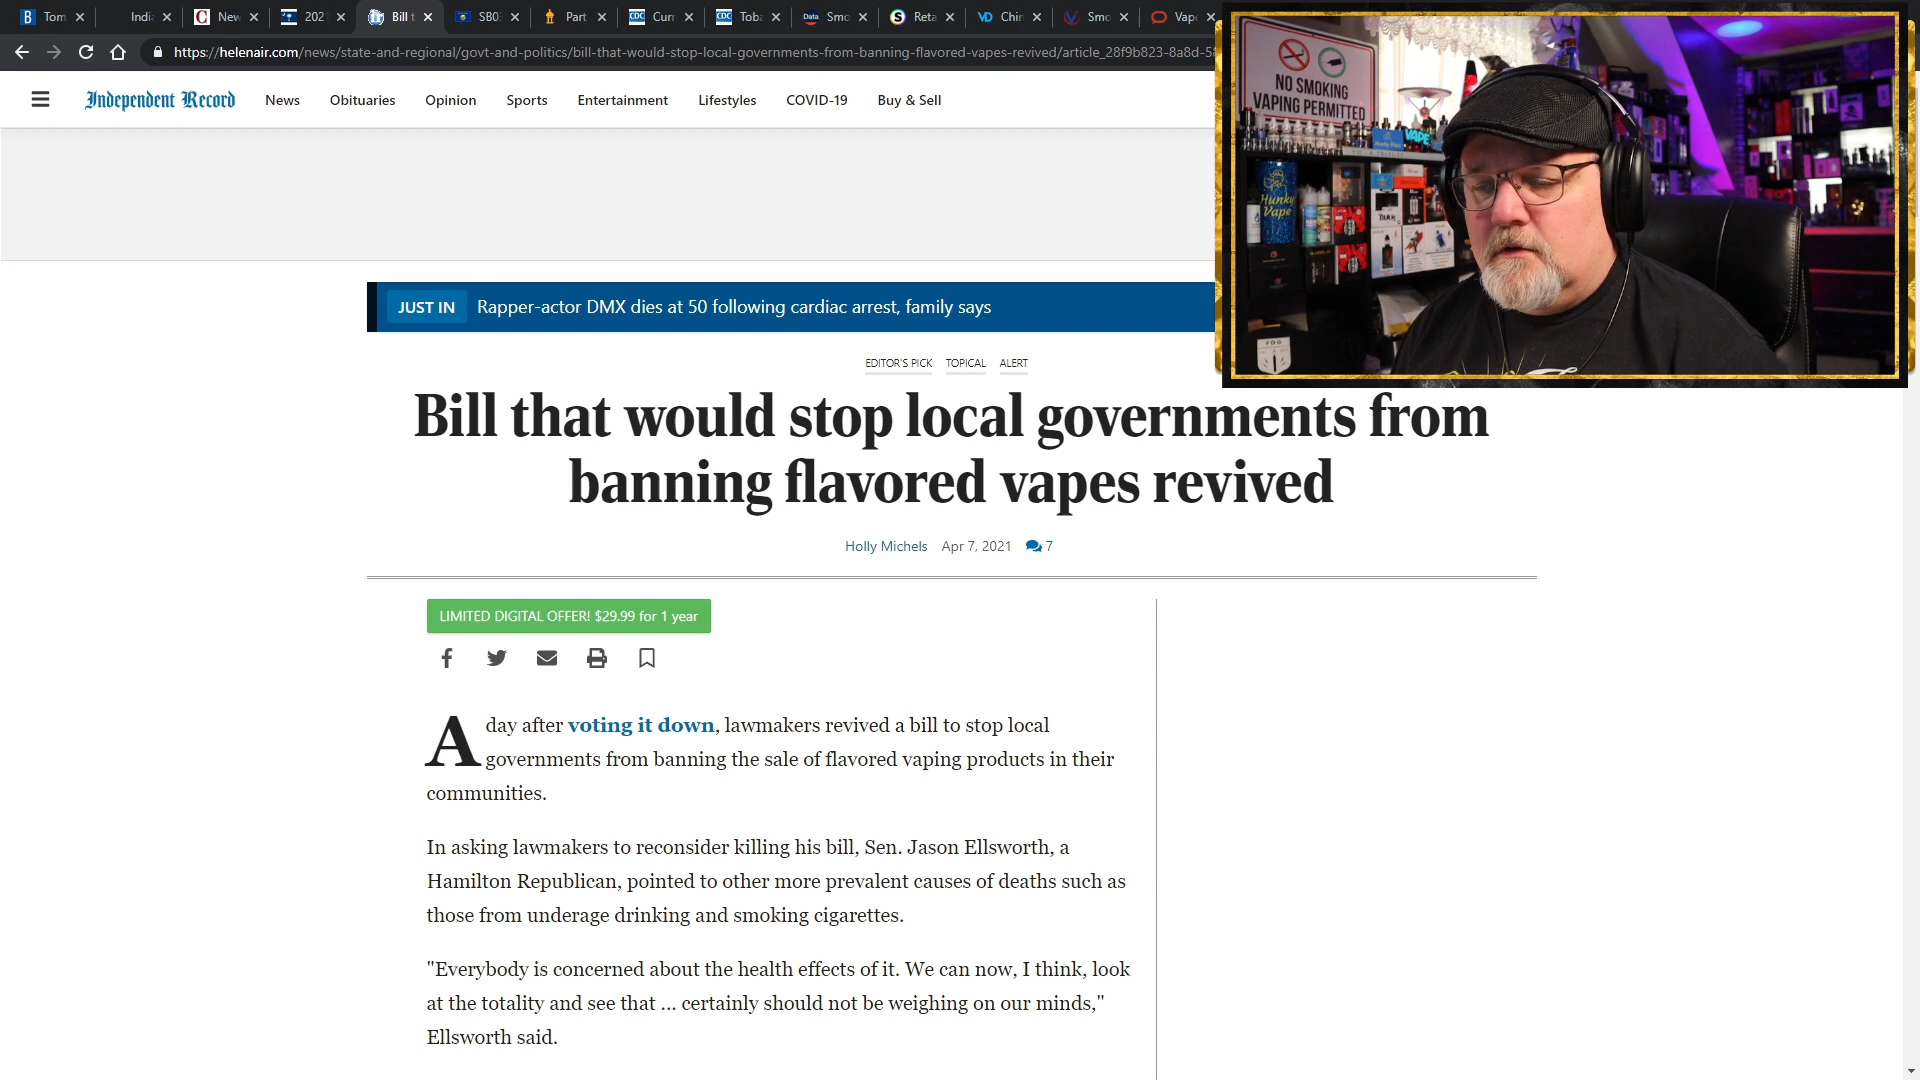 Tom
India
New
2021
Bill t
SB03
Part
Curr
Toba
Smo
Reta
Chin
Smo
Vape
https://helenair.com/news/state-and-regional/govt-and-politics/bill-that-would-stop-local-governments-from-banning-flavored-vapes-revived/article_28f9b823-8a8d-58
Independent Record
News
Obituaries
Opinion
Sports
Entertainment
Lifestyles
COVID-19
Buy & Sell
NO SMOKING
VAPING PERMITTED
VAPE
Hunky
Vape
FOG
JUST IN
Rapper-actor DMX dies at 50 following cardiac arrest, family says
EDITOR'S PICK
TOPICAL
ALERT
Bill that would stop local governments from
banning flavored vapes revived
Holly Michels
Apr 7, 2021
7
LIMITED DIGITAL OFFER! $29.99 for 1 year
A day after voting it down, lawmakers revived a bill to stop local
governments from banning the sale of flavored vaping products in their
communities.
In asking lawmakers to reconsider killing his bill, Sen. Jason Ellsworth, a
Hamilton Republican, pointed to other more prevalent causes of deaths such as
those from underage drinking and smoking cigarettes.
"Everybody is concerned about the health effects of it. We can now, I think, look
at the totality and see that ... certainly should not be weighing on our minds,"
Ellsworth said.